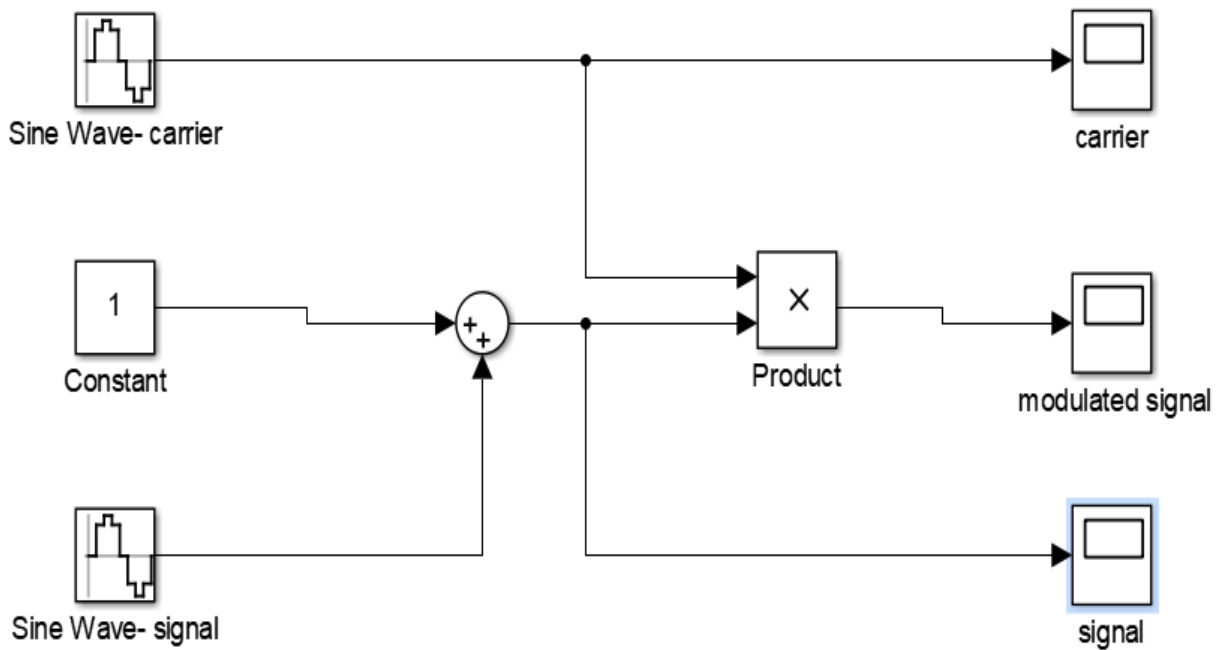 Sine Wave- carrier
carrier
1
Constant
+
+
×
Product
modulated signal
Sine Wave- signal
signal